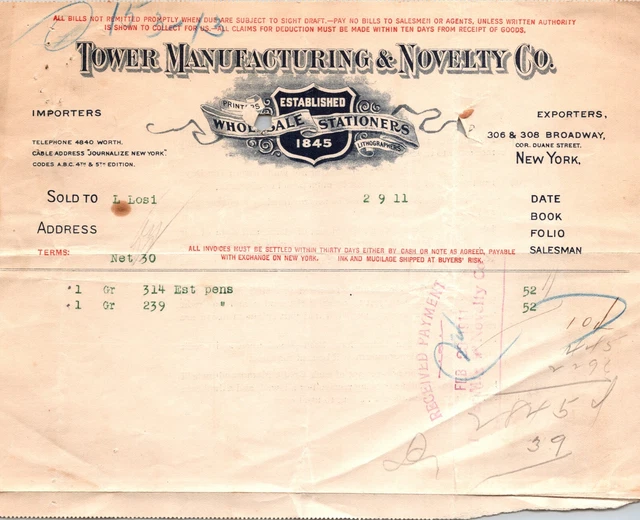 ALL BILLS NOT REMITTED PROMPTLY WHEN DUE ARE SUBJECT TO SIGHT DRAFT.—PAY NO BILLS TO SALESMEN OR AGENTS, UNLESS WRITTEN AUTHORITY
IS SHOWN TO COLLECT FOR US.—ALL CLAIMS FOR DEDUCTION MUST BE MADE WITHIN TEN DAYS FROM RECEIPT OF GOODS.
TOWER MANUFACTURING & NOVELTY CO.
PRINTERS
ESTABLISHED
WHOLESALE STATIONERS
1845
LITHOGRAPHERS
IMPORTERS
TELEPHONE 4840 WORTH.
CABLE ADDRESS "JOURNALIZE NEW YORK"
CODES A.B.C. 4TH & 5TH EDITION.
EXPORTERS,
306 & 308 BROADWAY,
COR. DUANE STREET.
NEW YORK,
SOLD TO L Losi 2 9 11 DATE
BOOK
ADDRESS FOLIO
TERMS: Net 30 SALESMAN
ALL INVOICES MUST BE SETTLED WITHIN THIRTY DAYS EITHER BY CASH OR NOTE AS AGREED, PAYABLE
WITH EXCHANGE ON NEW YORK. INK AND MUCILAGE SHIPPED AT BUYERS' RISK.
1 Gr 314 Est pens 52
1 Gr 239 " 52
RECEIVED PAYMENT
FEB
39